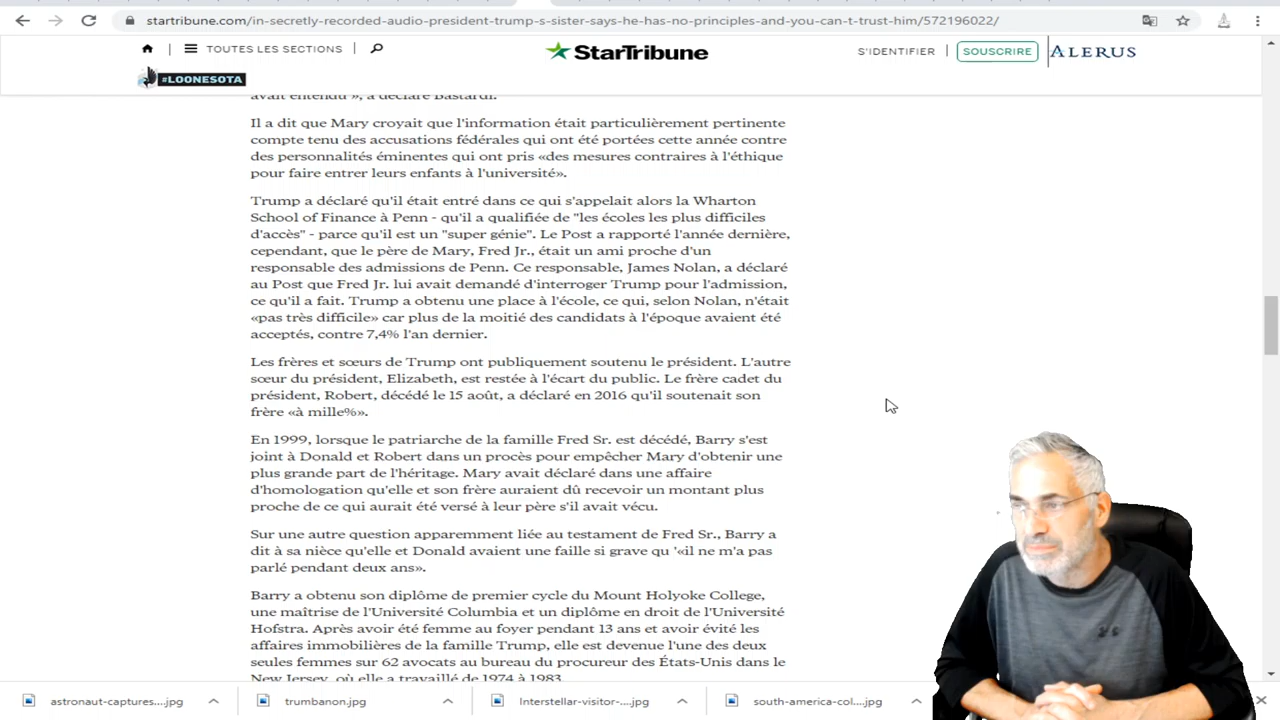 startribune.com/in-secretly-recorded-audio-president-trump-s-sister-says-he-has-no-principles-and-you-can-t-trust-him/572196022/
TOUTES LES SECTIONS
StarTribune
S'IDENTIFIER
SOUSCRIRE
ALERUS
#LOONESOTA
avait entendu », a déclaré Bastardi.
Il a dit que Mary croyait que l'information était particulièrement pertinente
compte tenu des accusations fédérales qui ont été portées cette année contre
des personnalités éminentes qui ont pris «des mesures contraires à l'éthique
pour faire entrer leurs enfants à l'université».
Trump a déclaré qu'il était entré dans ce qui s'appelait alors la Wharton
School of Finance à Penn - qu'il a qualifiée de "les écoles les plus difficiles
d'accès" - parce qu'il est un "super génie". Le Post a rapporté l'année dernière,
cependant, que le père de Mary, Fred Jr., était un ami proche d'un
responsable des admissions de Penn. Ce responsable, James Nolan, a déclaré
au Post que Fred Jr. lui avait demandé d'interroger Trump pour l'admission,
ce qu'il a fait. Trump a obtenu une place à l'école, ce qui, selon Nolan, n'était
«pas très difficile» car plus de la moitié des candidats à l'époque avaient été
acceptés, contre 7,4% l'an dernier.
Les frères et sœurs de Trump ont publiquement soutenu le président. L'autre
sœur du président, Elizabeth, est restée à l'écart du public. Le frère cadet du
président, Robert, décédé le 15 août, a déclaré en 2016 qu'il soutenait son
frère «à mille%».
En 1999, lorsque le patriarche de la famille Fred Sr. est décédé, Barry s'est
joint à Donald et Robert dans un procès pour empêcher Mary d'obtenir une
plus grande part de l'héritage. Mary avait déclaré dans une affaire
d'homologation qu'elle et son frère auraient dû recevoir un montant plus
proche de ce qui aurait été versé à leur père s'il avait vécu.
Sur une autre question apparemment liée au testament de Fred Sr., Barry a
dit à sa nièce qu'elle et Donald avaient une faille si grave qu '«il ne m'a pas
parlé pendant deux ans».
Barry a obtenu son diplôme de premier cycle du Mount Holyoke College,
une maîtrise de l'Université Columbia et un diplôme en droit de l'Université
Hofstra. Après avoir été femme au foyer pendant 13 ans et avoir évité les
affaires immobilières de la famille Trump, elle est devenue l'une des deux
seules femmes sur 62 avocats au bureau du procureur des États-Unis dans le
New Jersey, où elle a travaillé de 1974 à 1983.
astronaut-captures....jpg
trumbanon.jpg
Interstellar-visitor-....jpg
south-america-col....jpg